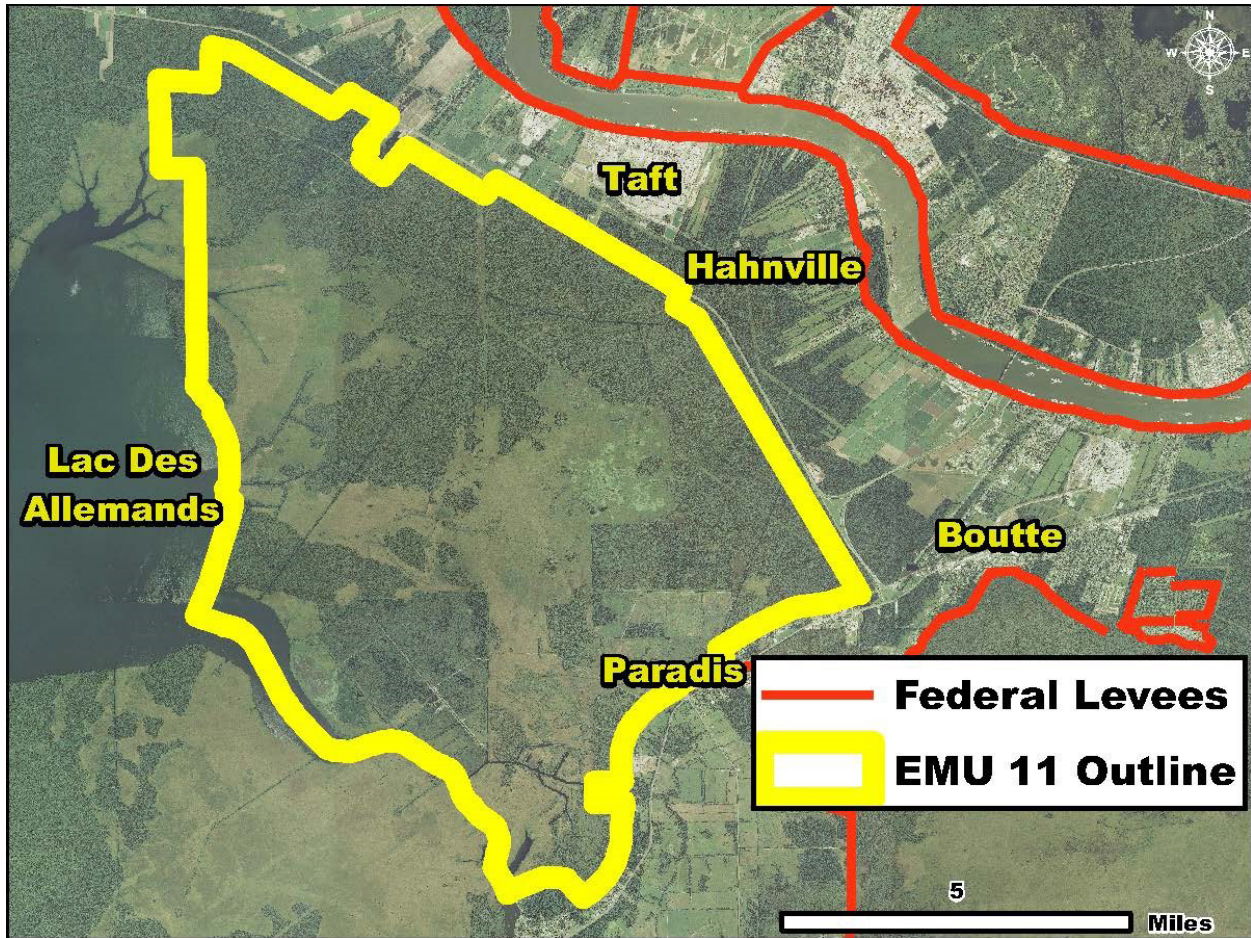 N
W E
S
Taft
Hahnville
Lac Des
Allemands
Boutte
Paradis
Federal Levees
EMU 11 Outline
5
Miles